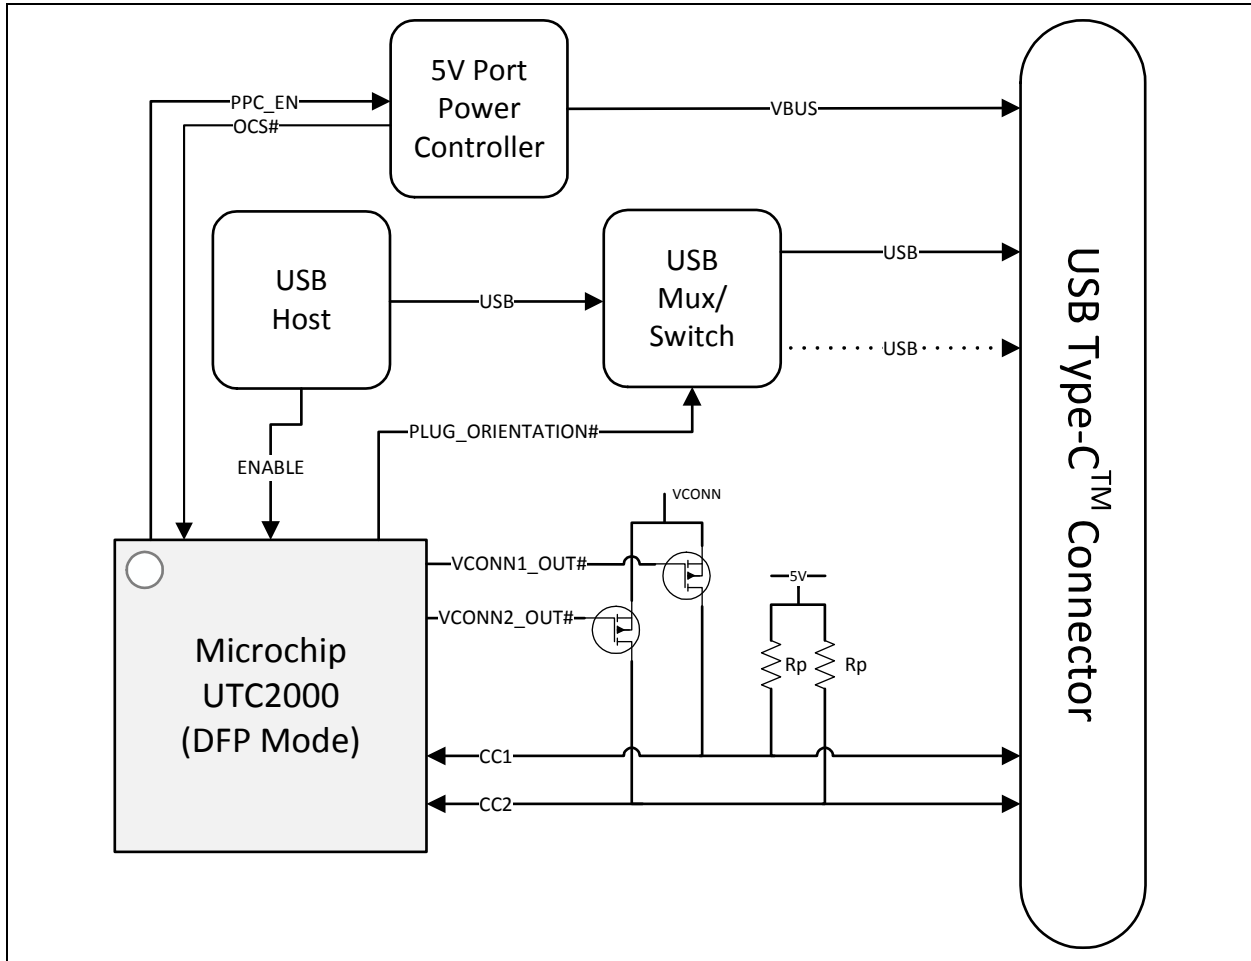 5V Port
Power
Controller
PPC_EN
OCS#
VBUS
USB
Host
USB
USB
Mux/
Switch
USB
USB
PLUG_ORIENTATION#
ENABLE
VCONN
VCONN1_OUT#
VCONN2_OUT#
5V
Rp
Rp
Microchip
UTC2000
(DFP Mode)
CC1
CC2
USB Type-C™ Connector